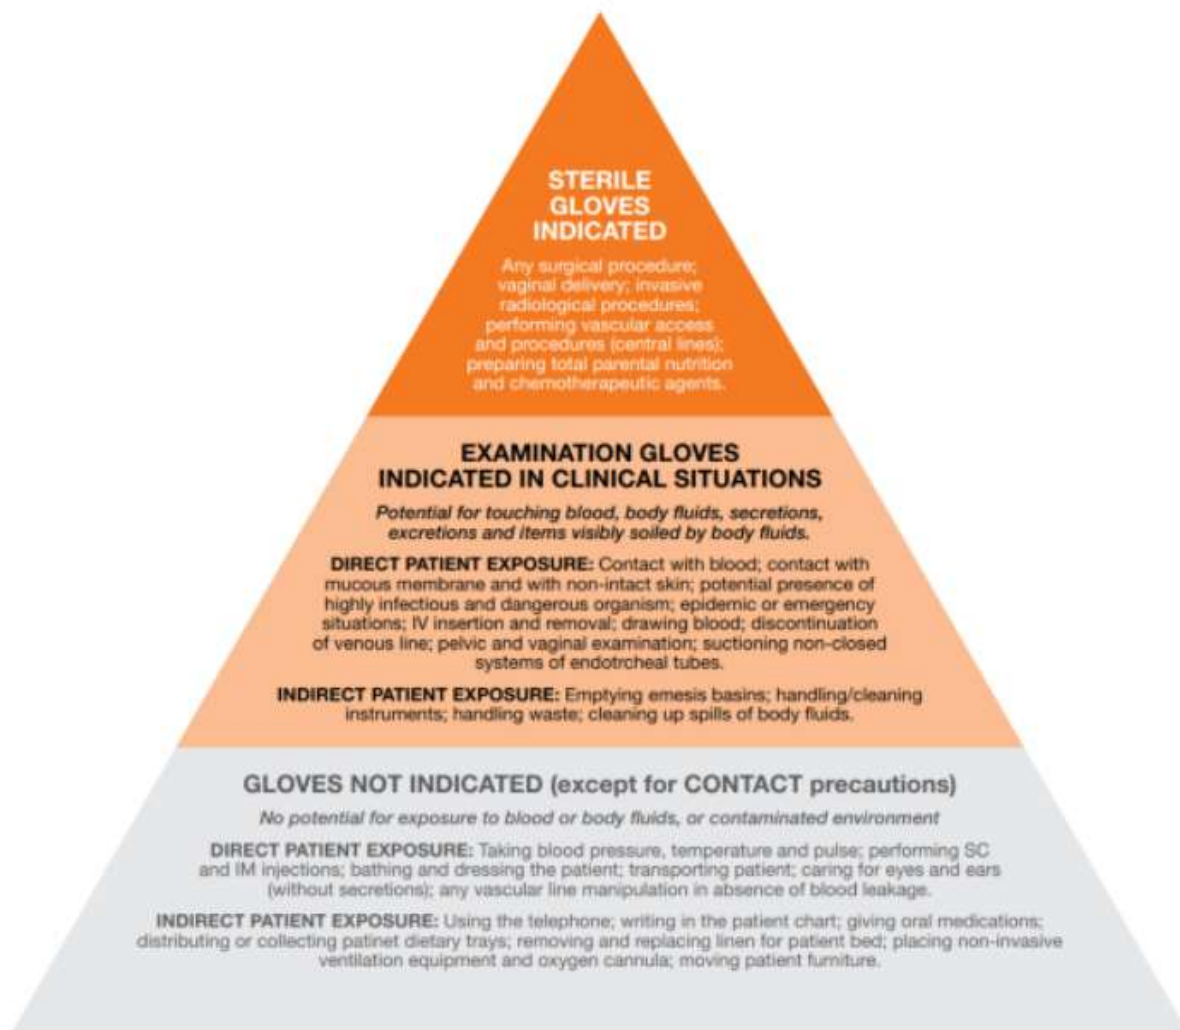 STERILE
GLOVES
INDICATED
Any surgical procedure;
vaginal delivery; invasive
radiological procedures;
performing vascular access
and procedures (central lines);
preparing total parental nutrition
and chemotherapeutic agents.
EXAMINATION GLOVES
INDICATED IN CLINICAL SITUATIONS
Potential for touching blood, body fluids, secretions,
excretions and items visibly soiled by body fluids.
DIRECT PATIENT EXPOSURE: Contact with blood; contact with
mucous membrane and with non-intact skin; potential presence of
highly infectious and dangerous organism; epidemic or emergency
situations; IV insertion and removal; drawing blood; discontinuation
of venous line; pelvic and vaginal examination; suctioning non-closed
systems of endotrcheal tubes.
INDIRECT PATIENT EXPOSURE: Emptying emesis basins; handling/cleaning
instruments; handling waste; cleaning up spills of body fluids.
GLOVES NOT INDICATED (except for CONTACT precautions)
No potential for exposure to blood or body fluids, or contaminated environment
DIRECT PATIENT EXPOSURE: Taking blood pressure, temperature and pulse; performing SC
and IM injections; bathing and dressing the patient; transporting patient; caring for eyes and ears
(without secretions); any vascular line manipulation in absence of blood leakage.
INDIRECT PATIENT EXPOSURE: Using the telephone; writing in the patient chart; giving oral medications;
distributing or collecting patinet dietary trays; removing and replacing linen for patient bed; placing non-invasive
ventilation equipment and oxygen cannula; moving patient furniture.